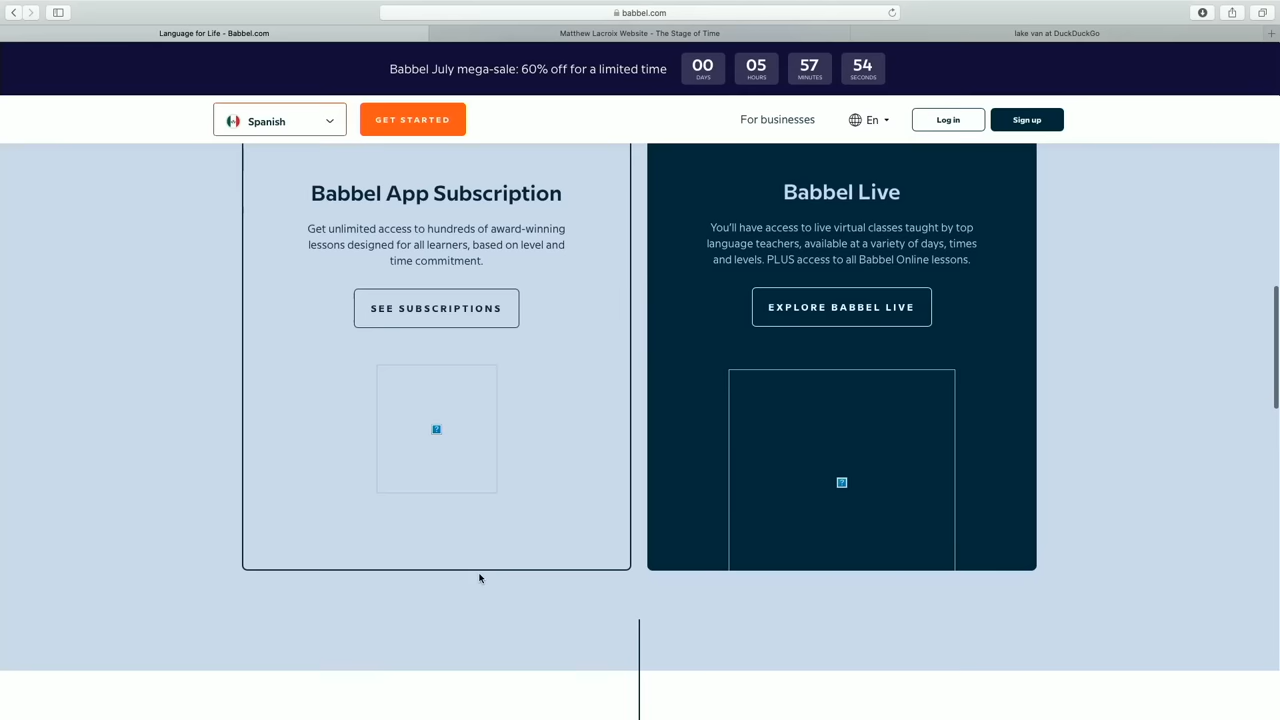 babbel.com
Language for Life - Babbel.com
Matthew Lacroix Website - The Stage of Time
lake van at DuckDuckGo
Babbel July mega-sale: 60% off for a limited time
00 05 57 54
DAYS HOURS MINUTES SECONDS
Spanish
GET STARTED
For businesses
En
Log in
Sign up
Babbel App Subscription
Get unlimited access to hundreds of award-winning
lessons designed for all learners, based on level and
time commitment.
SEE SUBSCRIPTIONS
Babbel Live
You'll have access to live virtual classes taught by top
language teachers, available at a variety of days, times
and levels. PLUS access to all Babbel Online lessons.
EXPLORE BABBEL LIVE